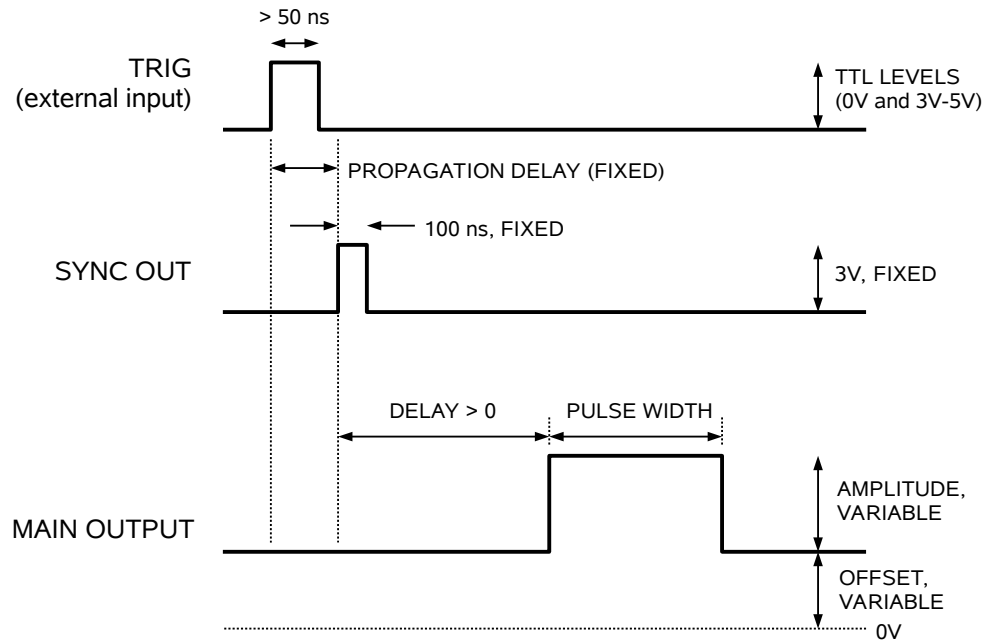 > 50 ns
TRIG
(external input)
TTL LEVELS
(0V and 3V-5V)
PROPAGATION DELAY (FIXED)
100 ns, FIXED
SYNC OUT
3V, FIXED
DELAY > 0
PULSE WIDTH
MAIN OUTPUT
AMPLITUDE,
VARIABLE
OFFSET,
VARIABLE
0V